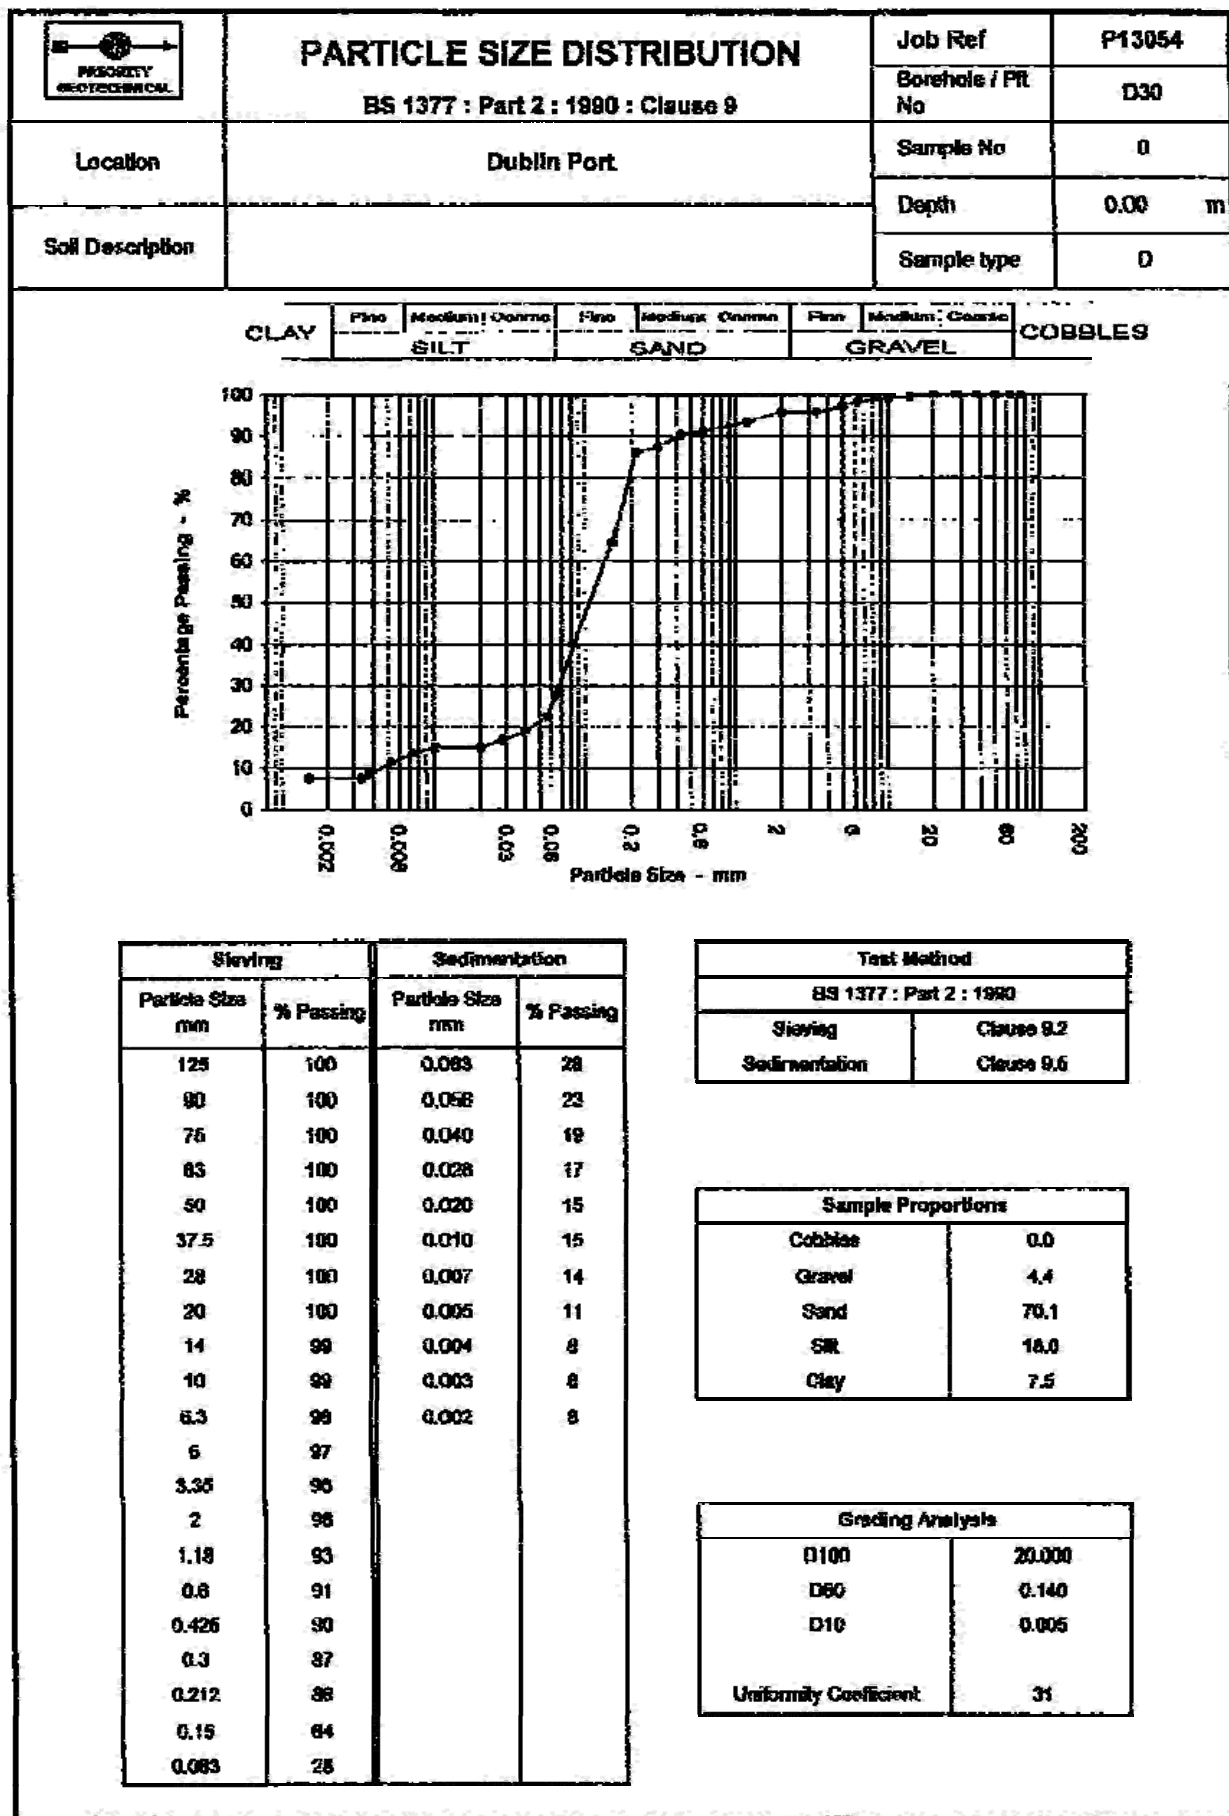 PRIORITY
GEOTECHNICAL
PARTICLE SIZE DISTRIBUTION
BS 1377 : Part 2 : 1990 : Clause 9
Job Ref P13054
Borehole / Pit No D30
Location Dublin Port
Sample No 0
Depth 0.00 m
Soil Description
Sample type D
CLAY Fine Medium Coarse Fine Medium Coarse Fine Medium Coarse COBBLES
SILT SAND GRAVEL
Percentage Passing - %
100
90
80
70
60
50
40
30
20
10
0
0.002 0.006 0.03 0.06 0.2 0.6 2 6 20 60 200
Particle Size - mm
Sieving Sedimentation
Particle Size mm % Passing Particle Size mm % Passing
125 100 0.063 28
90 100 0.056 23
75 100 0.040 19
63 100 0.028 17
50 100 0.020 15
37.5 100 0.010 15
28 100 0.007 14
20 100 0.005 11
14 99 0.004 8
10 99 0.003 8
6.3 98 0.002 8
5 97
3.35 96
2 96
1.18 93
0.6 91
0.425 90
0.3 87
0.212 86
0.15 64
0.063 28
Test Method
BS 1377 : Part 2 : 1990
Sieving Clause 9.2
Sedimentation Clause
Sample Proportions
Cobbles 0.0
Gravel 4.4
Sand 70.1
Silt 18.0
Clay 7.5
Grading Analysis
D100 20.000
D60 0.140
D10 0.005
Uniformity Coefficient 31